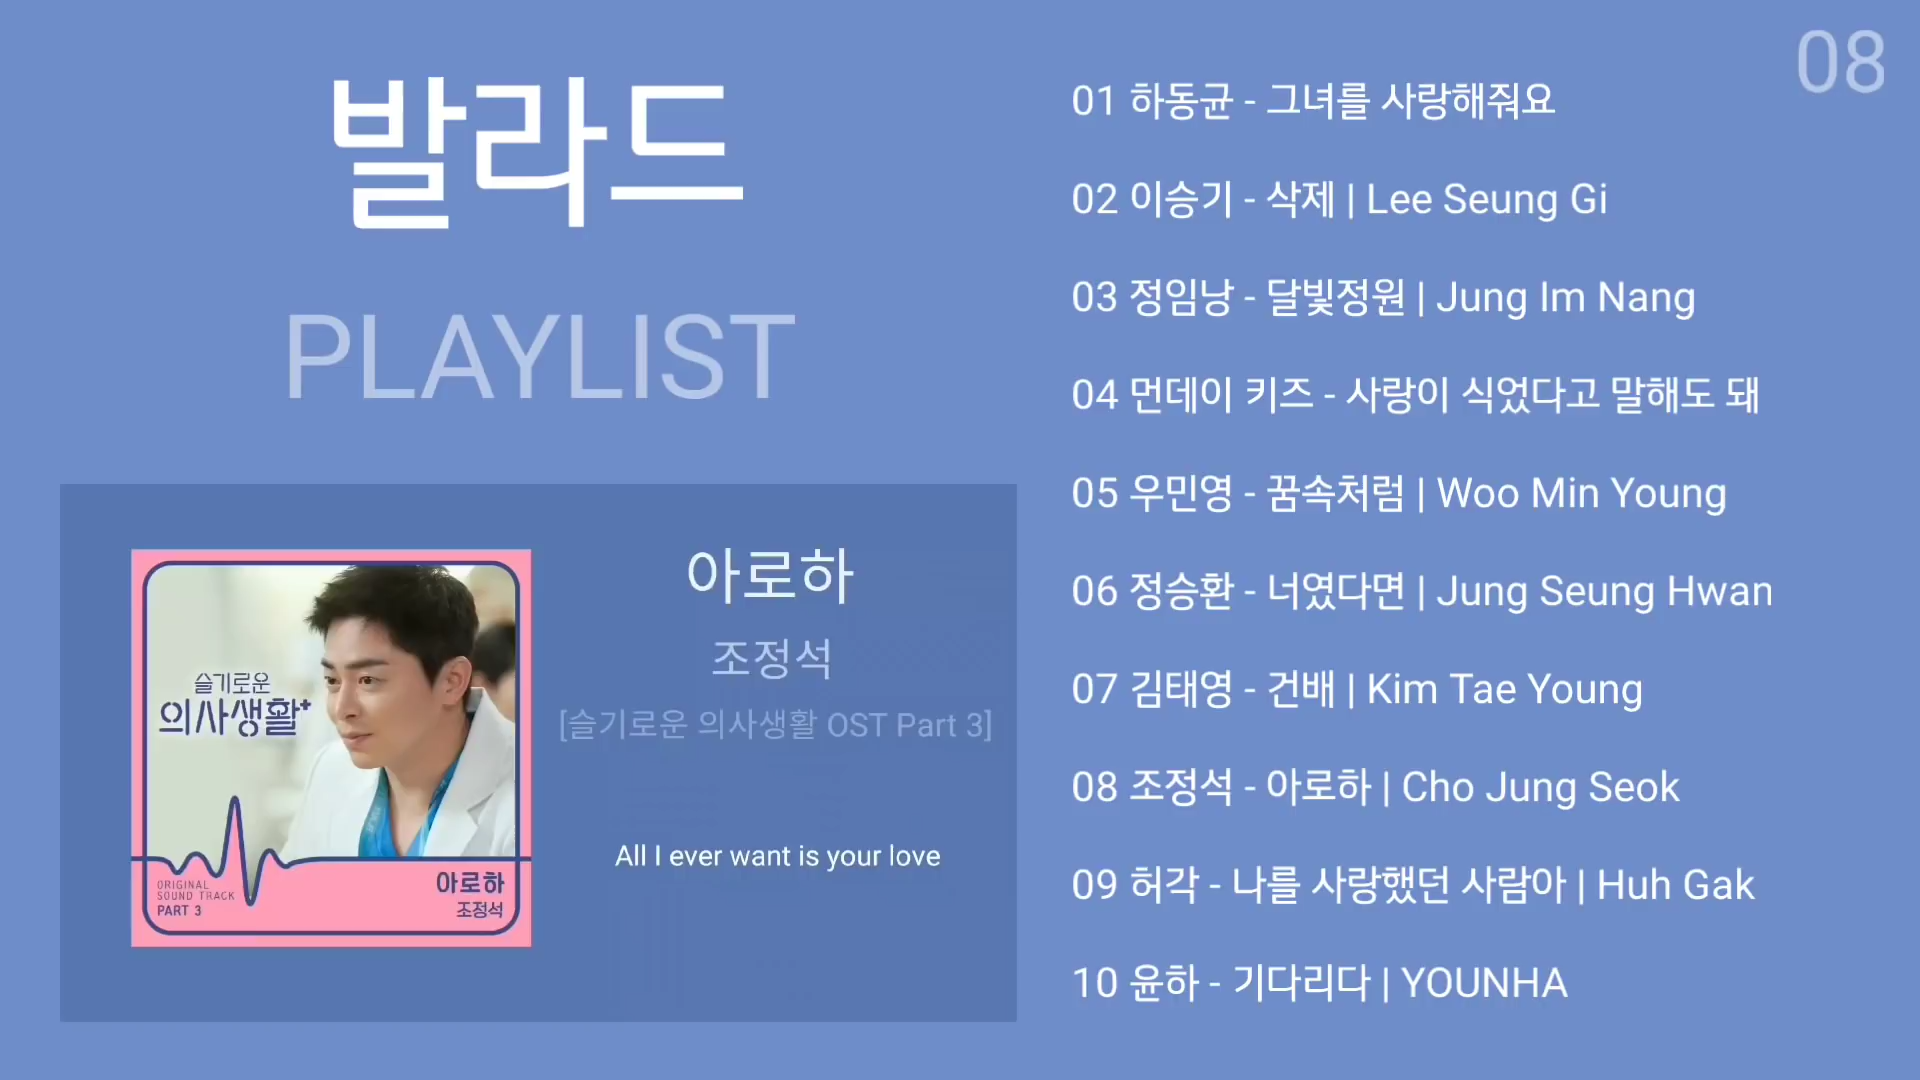 발라드
PLAYLIST
08
01 하동균 - 그녀를 사랑해줘요
02 이승기 - 삭제 | Lee Seung Gi
03 정임낭 - 달빛정원 | Jung Im Nang
04 먼데이 키즈 - 사랑이 식었다고 말해도 돼
05 우민영 - 꿈속처럼 | Woo Min Young
06 정승환 - 너였다면 | Jung Seung Hwan
07 김태영 - 건배 | Kim Tae Young
08 조정석 - 아로하 | Cho Jung Seok
09 허각 - 나를 사랑했던 사람아 | Huh Gak
10 윤하 - 기다리다 | YOUNHA
슬기로운
의사생활+
ORIGINAL
SOUND TRACK
PART 3
아로하
조정석
아로하
조정석
[슬기로운 의사생활 OST Part 3]
All I ever want is your love